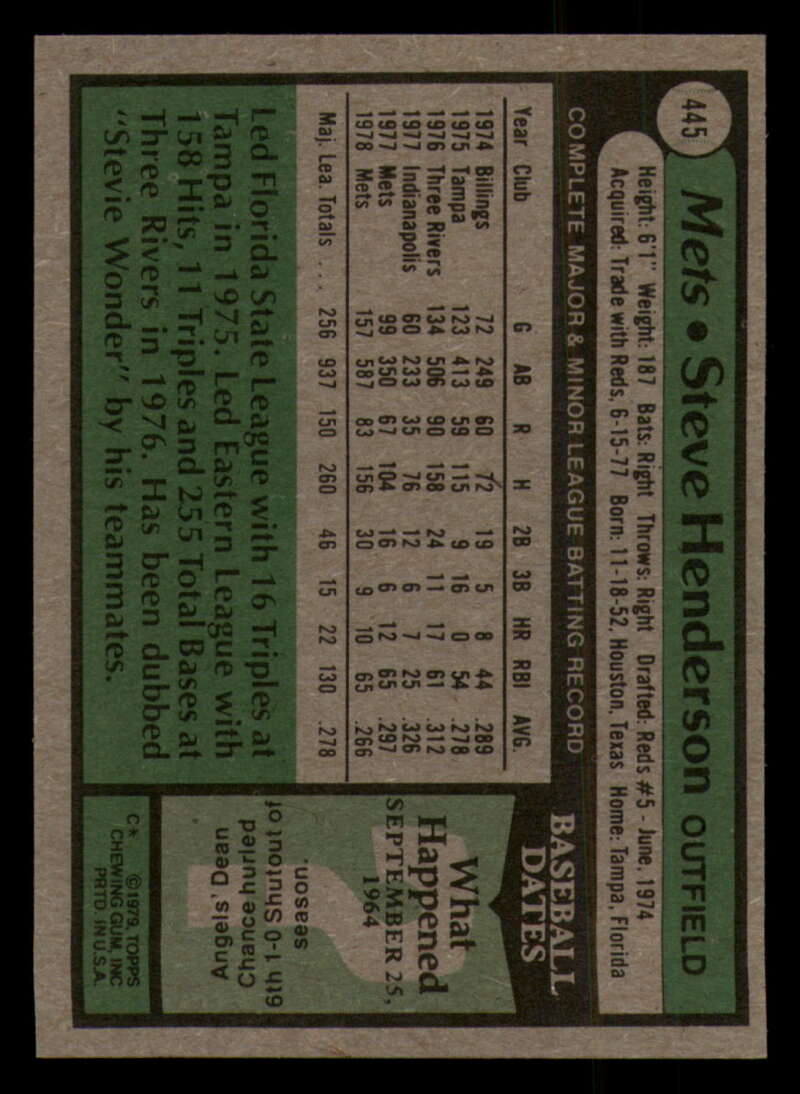 445
Mets • Steve Henderson OUTFIELD
Height: 6'1" Weight: 187 Bats: Right Throws: Right Drafted: Reds #5 - June, 1974
Acquired: Trade with Reds, 6-15-77 Born: 11-18-52, Houston, Texas Home: Tampa, Florida
COMPLETE MAJOR & MINOR LEAGUE BATTING RECORD
Year Club G AB R H 2B 3B HR RBI AVG.
1974 Billings 72 249 60 72 19 5 8 44 .289
1975 Tampa 123 413 59 115 9 16 0 54 .278
1976 Three Rivers 134 506 90 158 24 11 17 61 .312
1977 Indianapolis 60 233 35 76 12 6 7 25 .326
1977 Mets 99 350 67 104 16 6 12 65 .297
1978 Mets 157 587 83 156 30 9 10 65 .266
Maj. Lea. Totals . . . 256 937 150 260 46 15 22 130 .278
Led Florida State League with 16 Triples at
Tampa in 1975. Led Eastern League with
158 Hits, 11 Triples and 255 Total Bases at
Three Rivers in 1976. Has been dubbed
"Stevie Wonder" by his teammates.
BASEBALL
DATES
What
Happened
SEPTEMBER 25,
1964
Angels' Dean
Chance hurled
6th 1-0 Shutout of
season.
C* ©1979, TOPPS
CHEWING GUM, INC
PRTD. IN U.S.A.